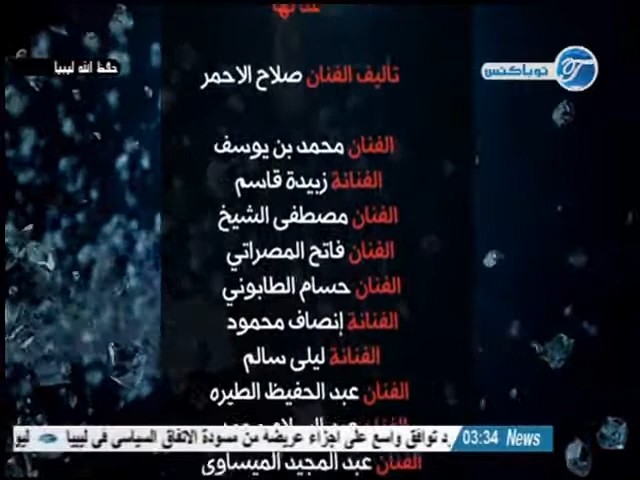 توباكتس
حفظ الله ليبيا
تأليف الفنان صلاح الاحمر
الفنان محمد بن يوسف
الفنانة زبيدة قاسم
الفنان مصطفى الشيخ
الفنان فاتح المصراتي
الفنان حسام الطابوني
الفنانة إنصاف محمود
الفنانة ليلى سالم
الفنان عبد الحفيظ الطيره
03:34 News
توافق واسع على اجزاء عريضة من مسودة الاتفاق السياسي في ليبيا
الفنان عبد المجيد الميساوى